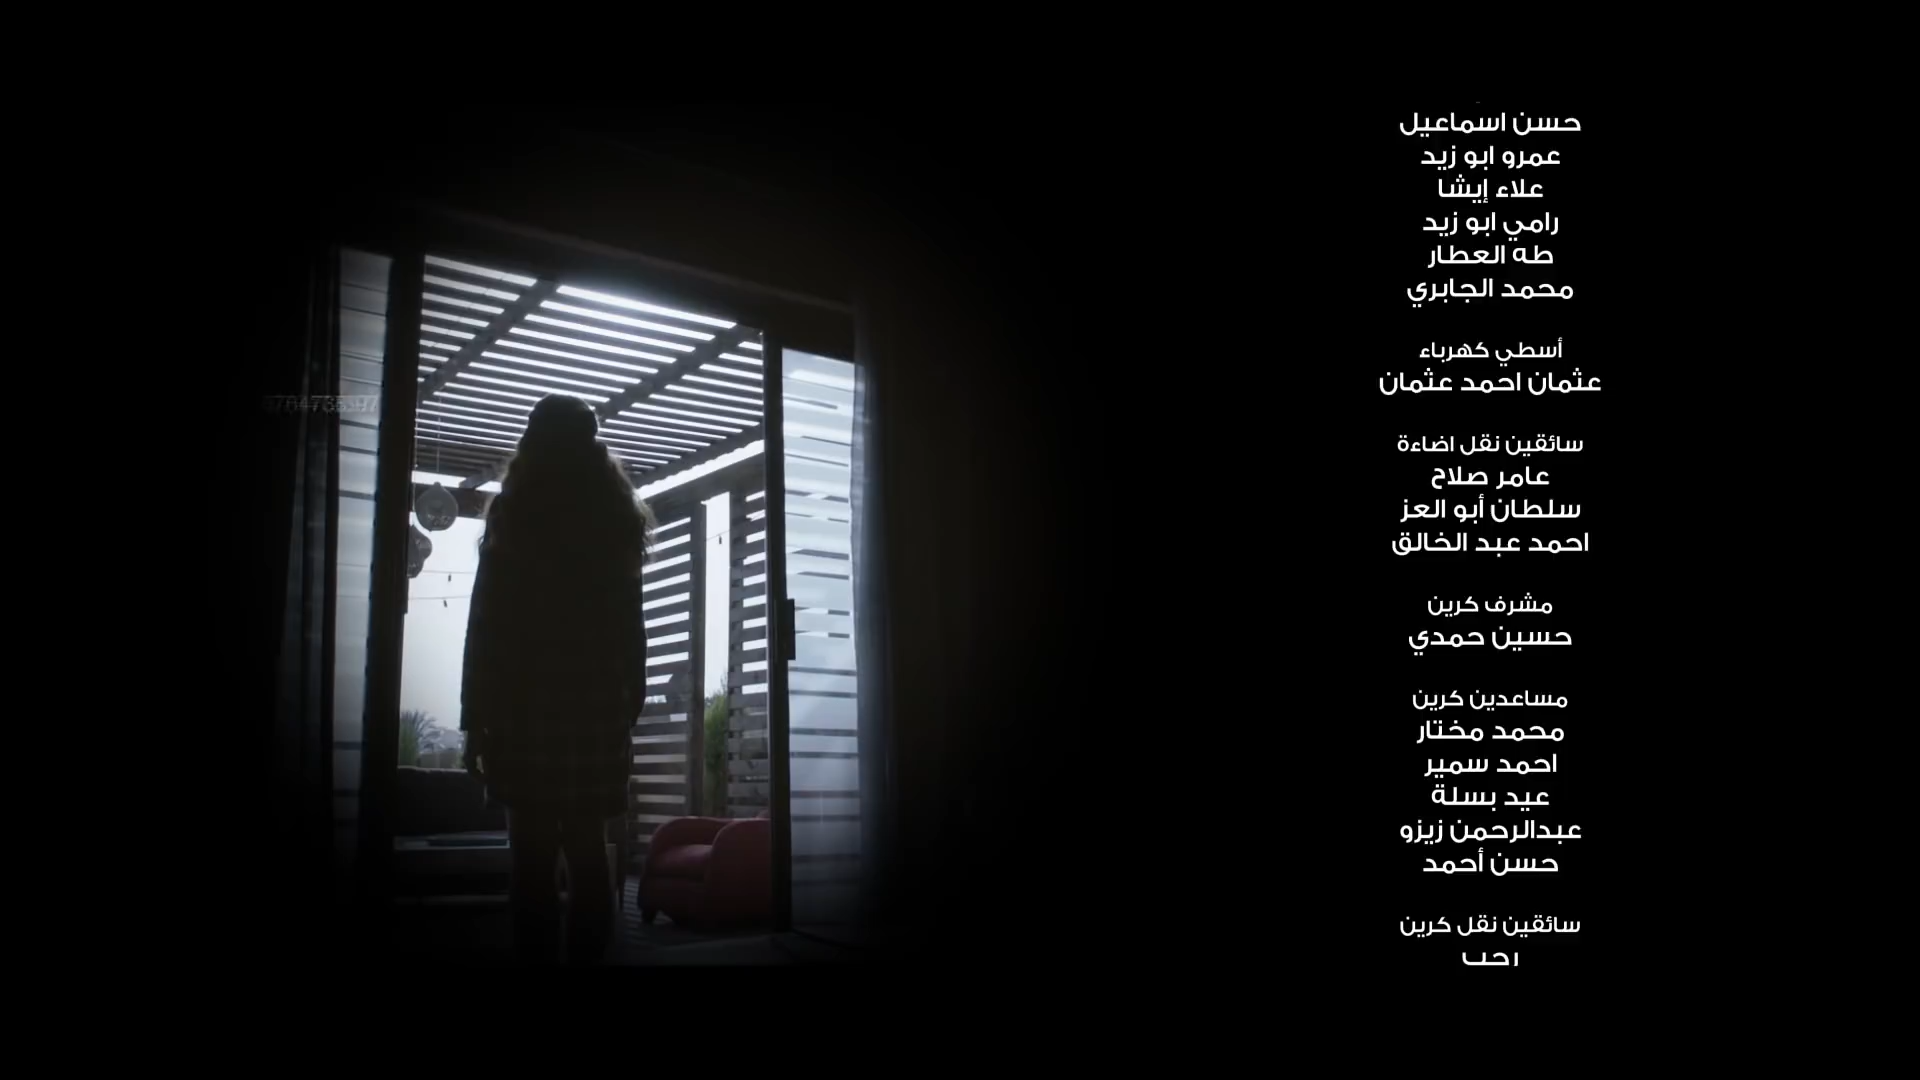 حسن اسماعيل
عمرو ابو زيد
علاء إيشا
رامي ابو زيد
طه العطار
محمد الجابري
أسطي كهرباء
عثمان احمد عثمان
سائقين نقل اضاءة
عامر صلاح
سلطان أبو العز
احمد عبد الخالق
مشرف كرين
حسين حمدي
مساعدين كرين
محمد مختار
احمد سمير
عيد بسلة
عبدالرحمن زيزو
حسن أحمد
سائقين نقل كرين
رجب